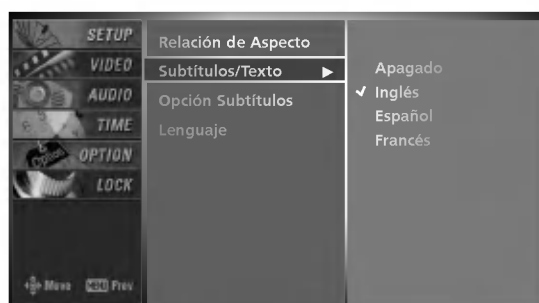 SETUP
VIDEO
AUDIO
TIME
OPTION
LOCK
Move MENU Prev
Relación de Aspecto
Subtítulos/Texto ►
Opción Subtítulos
Lenguaje
Apagado
✔ Inglés
Español
Francés